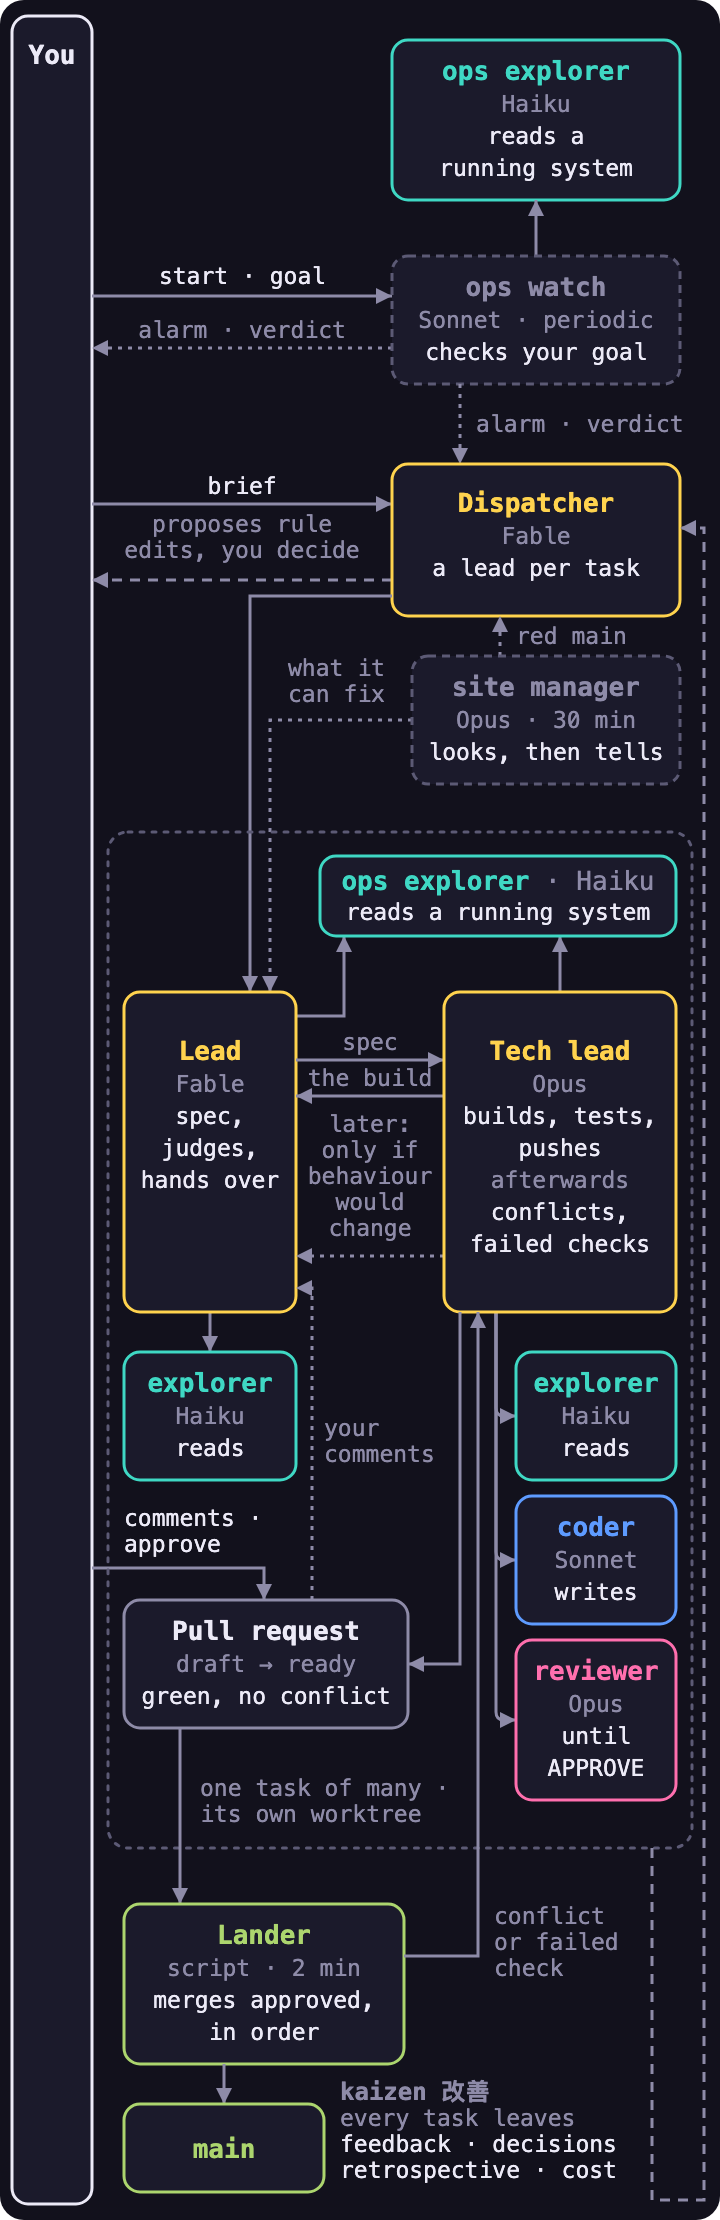 You
ops explorer
Haiku
reads a
running system
start · goal
ops watch
Sonnet · periodic
checks your goal
alarm · verdict
alarm · verdict
brief
Dispatcher
Fable
a lead per task
proposes rule
edits, you decide
red main
what it
can fix
site manager
Opus · 30 min
looks, then tells
ops explorer · Haiku
reads a running system
Lead
Fable
spec,
judges,
hands over
spec
the build
later:
only if
behaviour
would
change
Tech lead
Opus
builds, tests,
pushes
afterwards
conflicts,
failed checks
explorer
Haiku
reads
your
comments
explorer
Haiku
reads
comments ·
approve
coder
Sonnet
writes
Pull request
draft → ready
green, no conflict
reviewer
Opus
until
APPROVE
one task of many ·
its own worktree
Lander
script · 2 min
merges approved,
in order
conflict
or failed
check
main
kaizen 改善
every task leaves
feedback · decisions
retrospective · cost